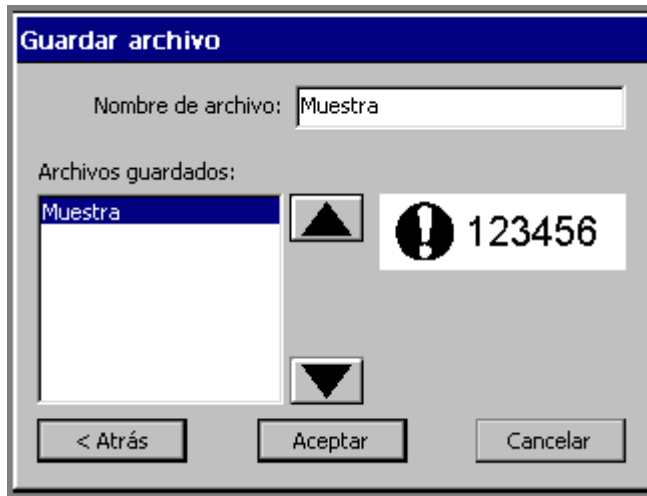 Guardar archivo
Nombre de archivo: Muestra
Archivos guardados:
Muestra
123456
< Atrás Aceptar Cancelar